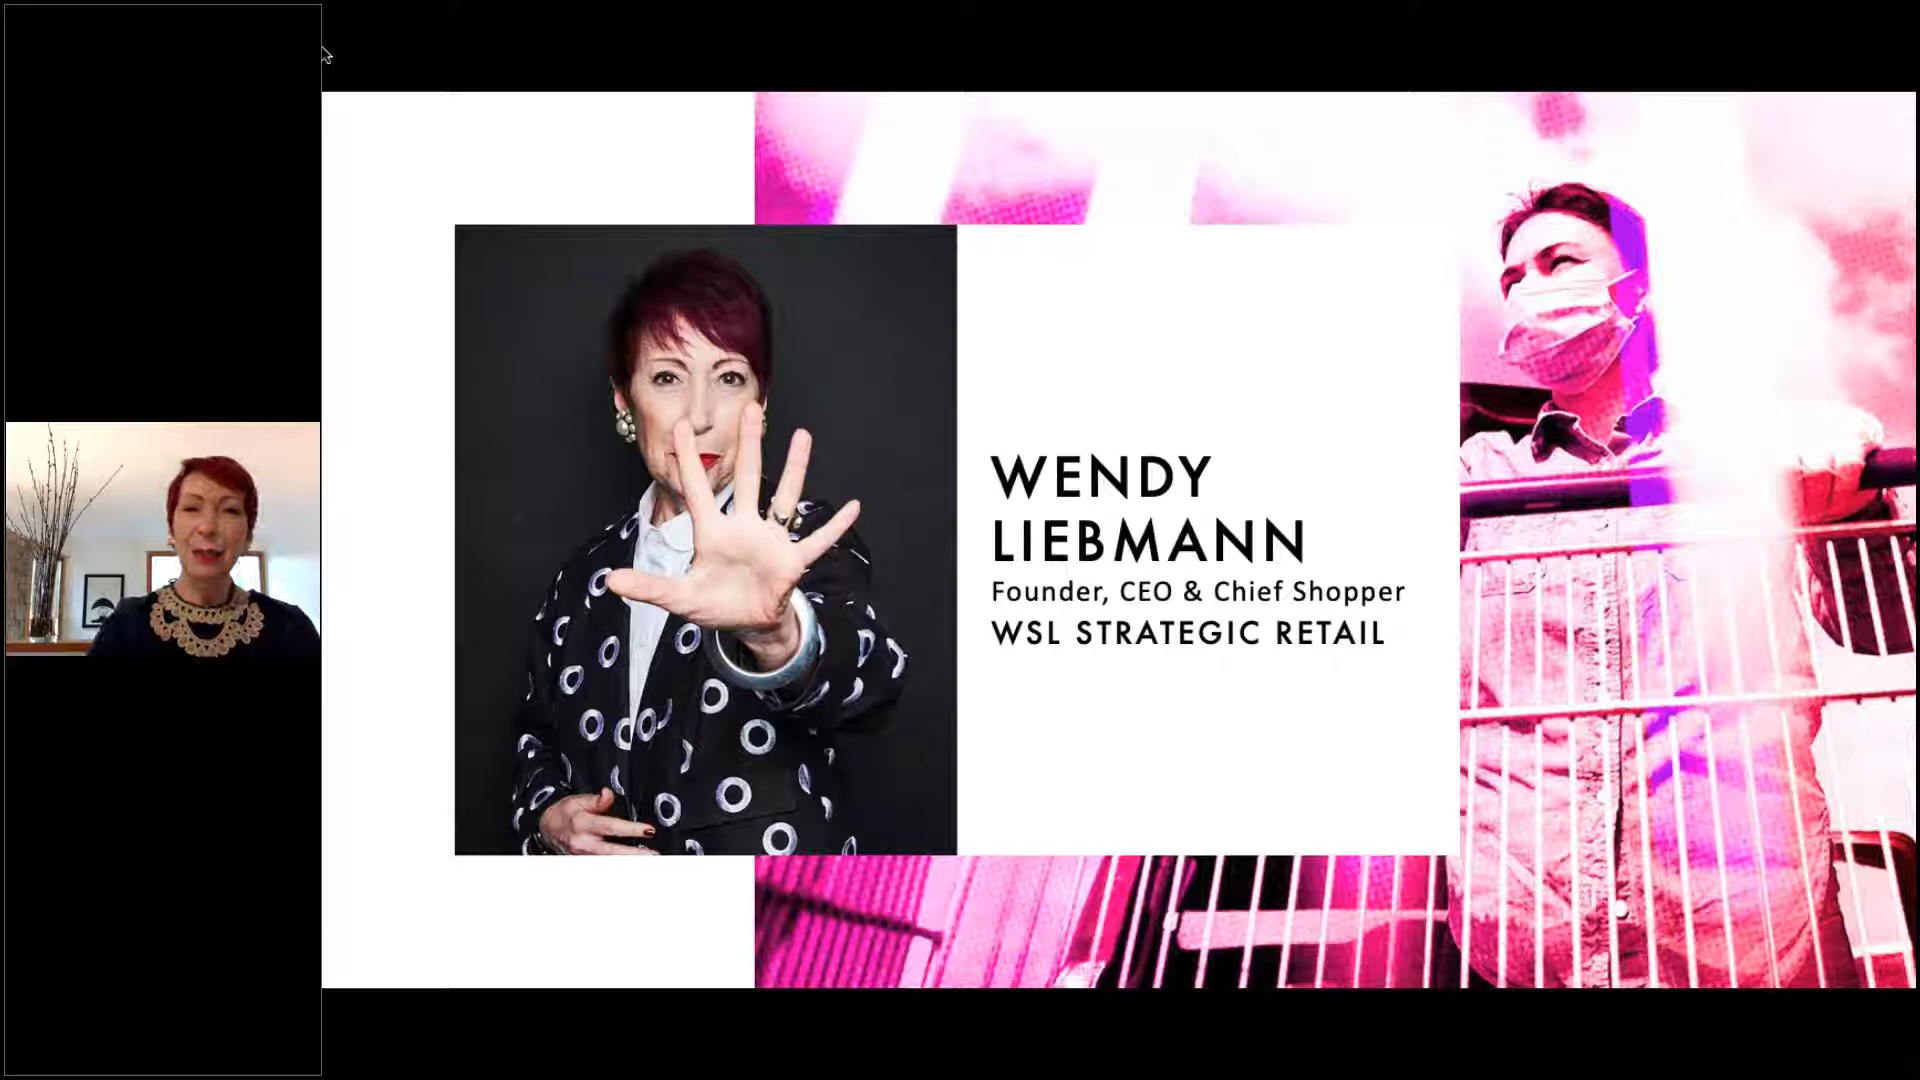 WENDY
LIEBMANN
Founder, CEO & Chief Shopper
WSL STRATEGIC RETAIL